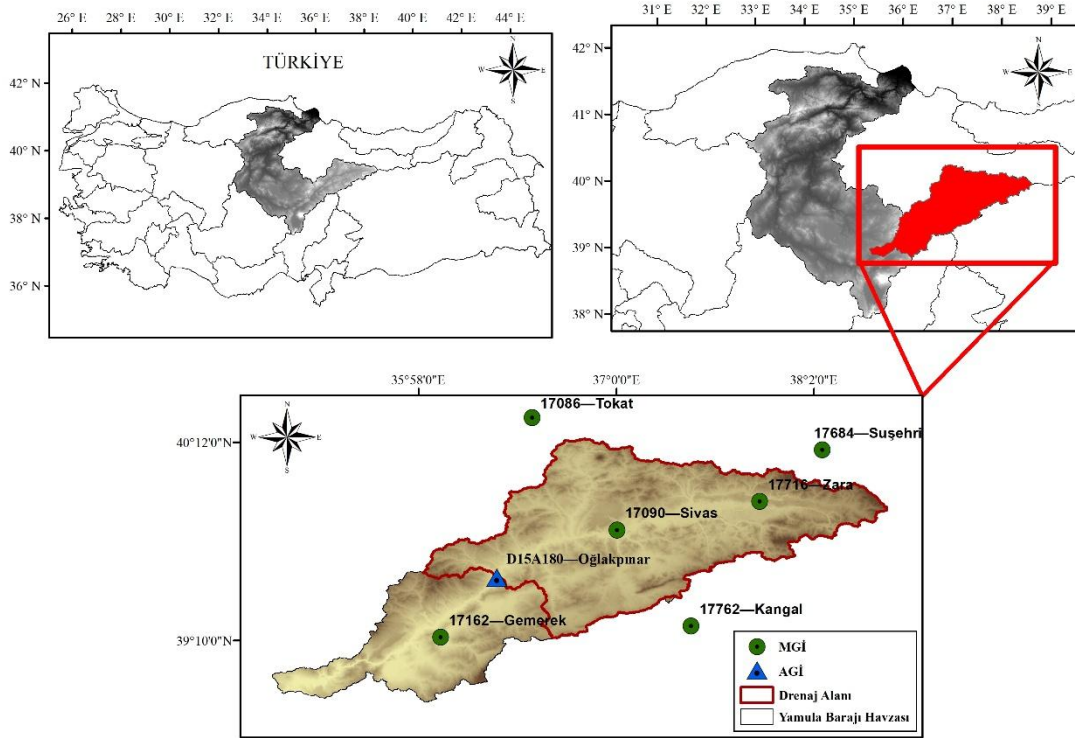 26° E 28° E 30° E 32° E 34° E 36° E 38° E 40° E 42° E 44° E
TÜRKİYE
N
W E
S
42° N
40° N
38° N
36° N
31° E 32° E 33° E 34° E 35° E 36° E 37° E 38° E 39° E
N
W E
S
42° N
41° N
40° N
39° N
38° N
35°58'0"E 37°0'0"E 38°2'0"E
N
W E
S
40°12'0"N
39°10'0"N
17086—Tokat
17684—Suşehri
17716—Zara
17090—Sivas
D15A180—Oğlakpınar
17762—Kangal
17162—Gemerek
MGİ
AGİ
Drenaj Alanı
Yamula Barajı Havzası